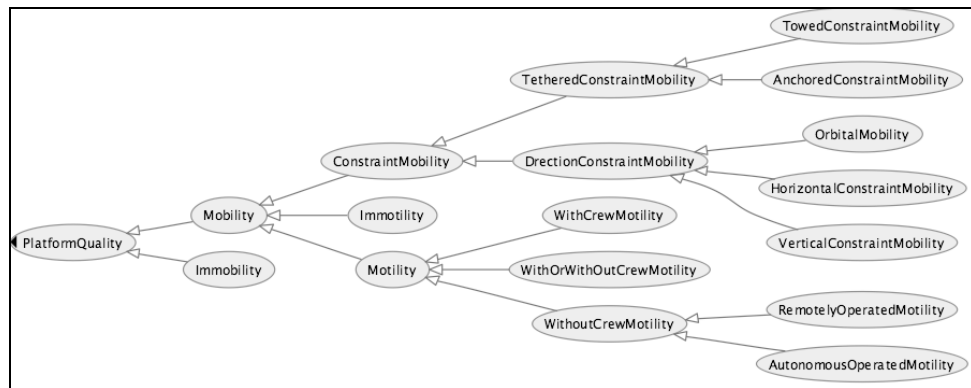 TowedConstraintMobility
TetheredConstraintMobility
AnchoredConstraintMobility
OrbitalMobility
ConstraintMobility
DrectionConstraintMobility
HorizontalConstraintMobility
Mobility
Immotility
WithCrewMotility
PlatformQuality
VerticalConstraintMobility
Immobility
Motility
WithOrWithOutCrewMotility
RemotelyOperatedMotility
WithoutCrewMotility
AutonomousOperatedMotility